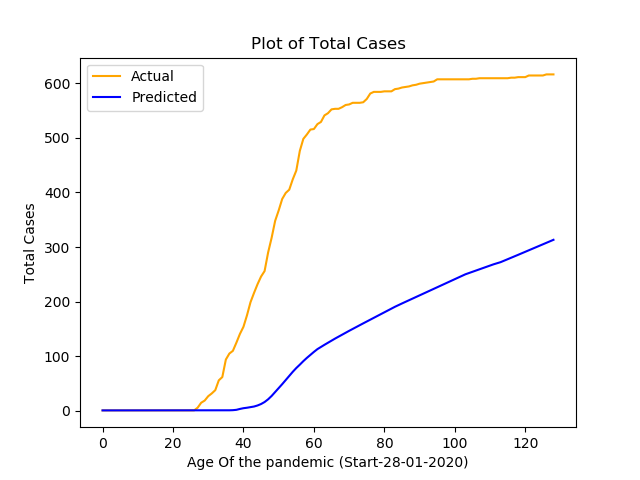 Plot of Total Cases
Actual
Predicted
600
500
400
300
200
100
0
Total Cases
0 20 40 60 80 100 120
Age Of the pandemic (Start-28-01-2020)